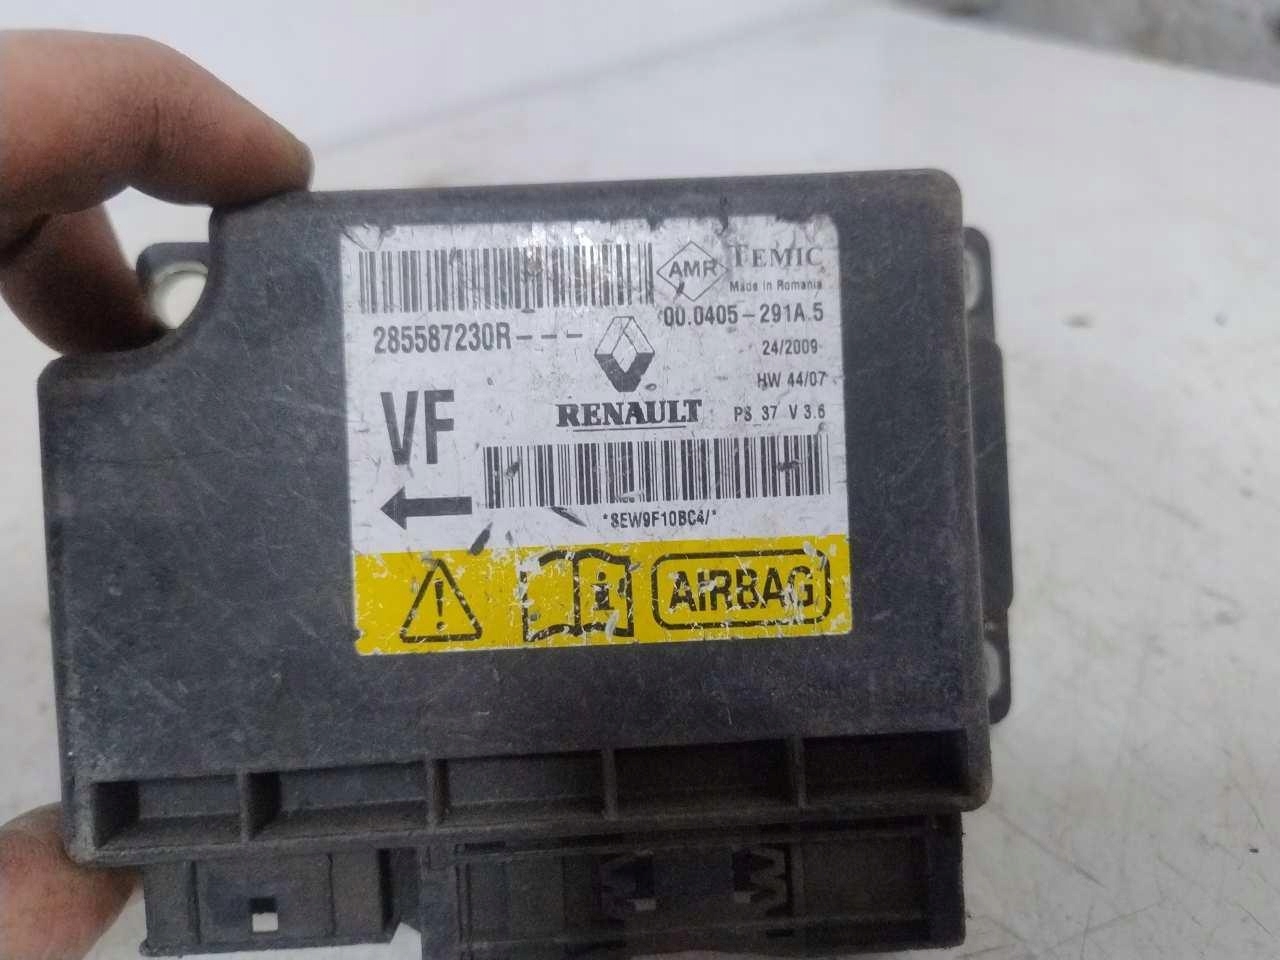 AMR TEMIC
Made in Romania
00.0405-291A.5
285587230R---
24/2009
HW 44/07
VF
RENAULT
PS 37 V 3.6
*8EW9F10BC4/*
i
AIRBAG